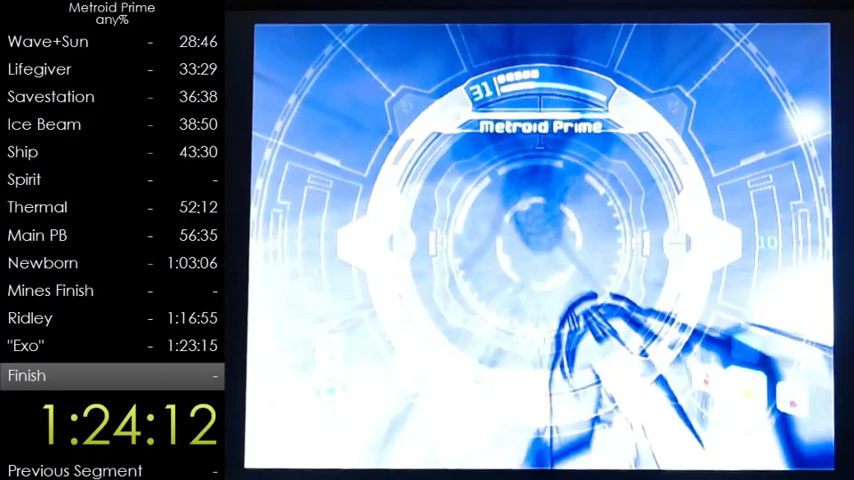 Metroid Prime
any%
Wave+Sun - 28:46
Lifegiver - 33:29
Savestation - 36:38
Ice Beam - 38:50
Ship - 43:30
Spirit - -
Thermal - 52:12
Main PB - 56:35
Newborn - 1:03:06
Mines Finish - -
Ridley - 1:16:55
"Exo" - 1:23:15
Finish -
1:24:12
Previous Segment -
31
Metroid Prime
10